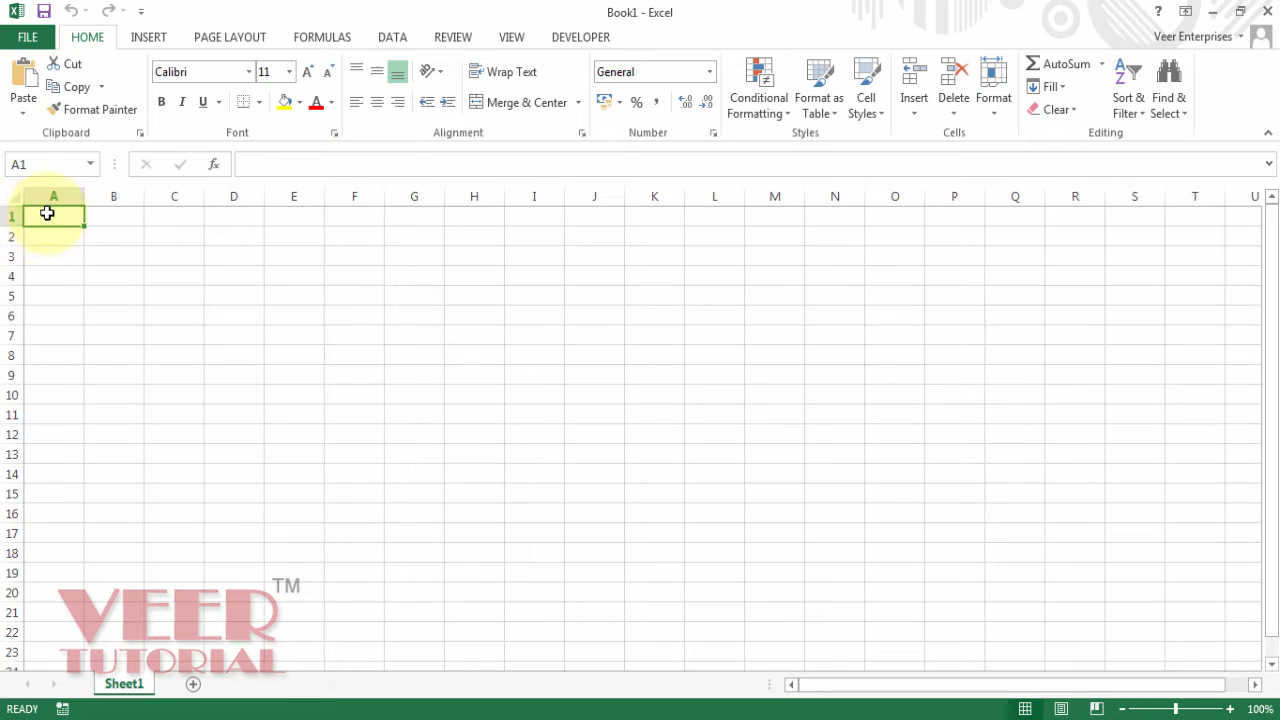 Book1 - Excel
?
FILE HOME INSERT PAGE LAYOUT FORMULAS DATA REVIEW VIEW DEVELOPER Veer Enterprises
Paste
Cut
Copy
Format Painter
Clipboard
Calibri 11
B I U
Font
Wrap Text
Merge & Center
Alignment
General
%
Number
Conditional Formatting
Format as Table
Cell Styles
Styles
Insert
Delete
Format
Cells
AutoSum
Fill
Clear
Sort & Filter
Find & Select
Editing
A1 fx
A B C D E F G H I J K L M N O P Q R S T U
1
2
3
4
5
6
7
8
9
10
11
12
13
14
15
16
17
18
19
20
21
22
23
24
VEER TM
TUTORIAL
Sheet1
READY 100%